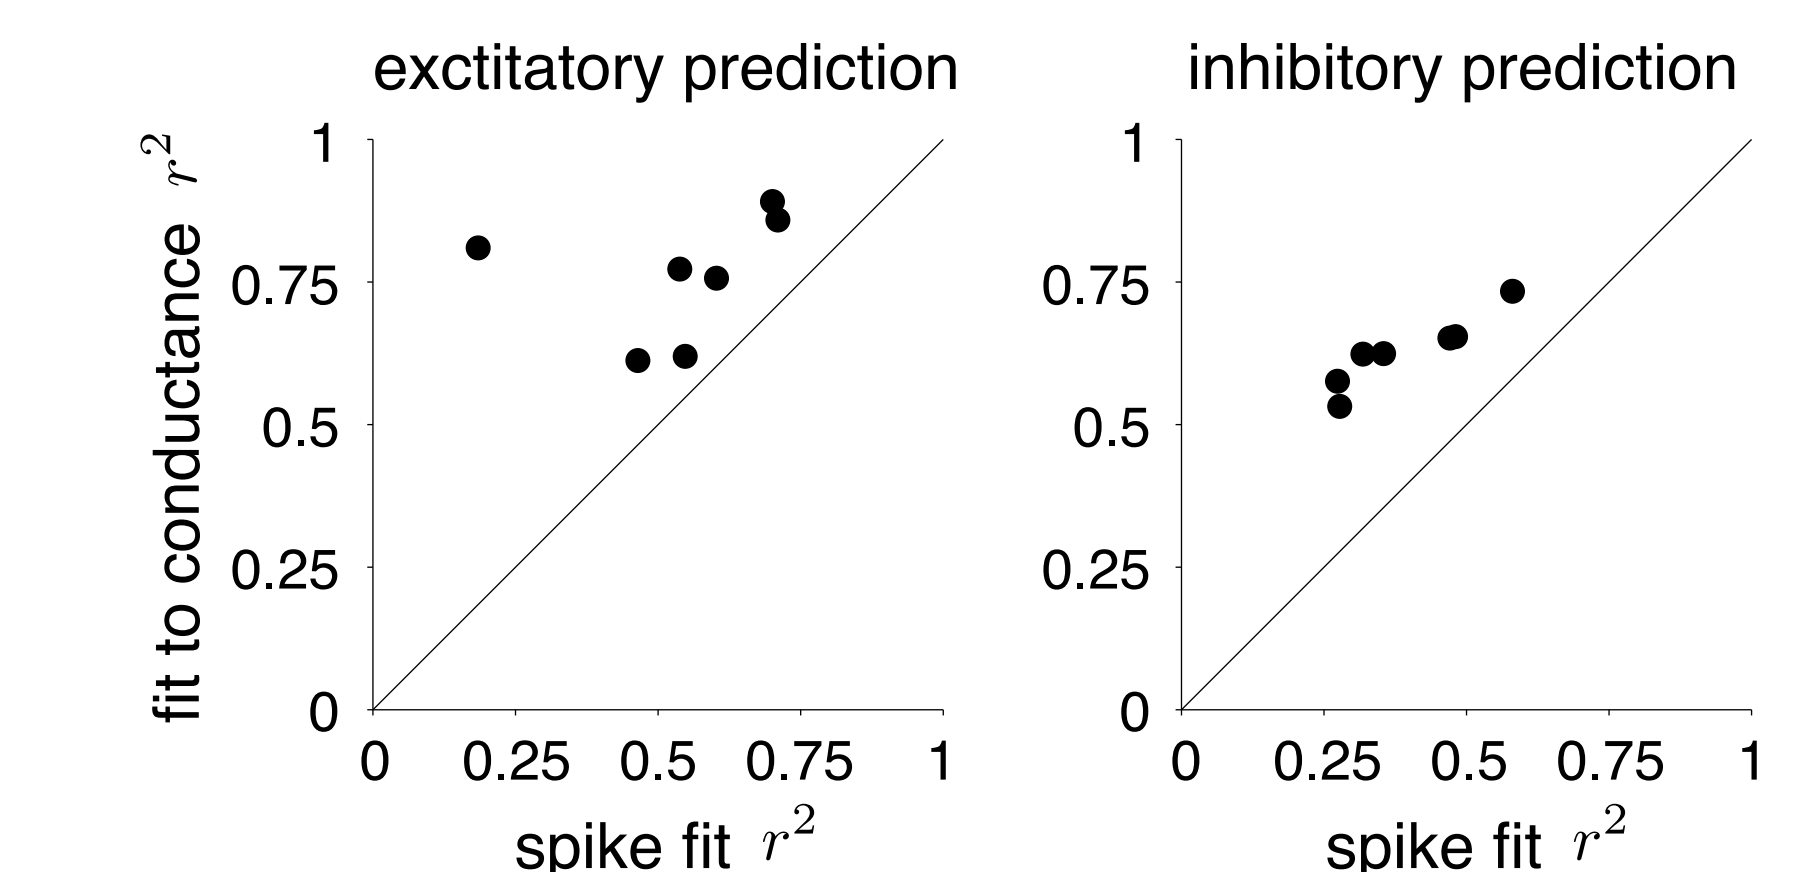 exctitatory prediction
inhibitory prediction
fit to conductance r²
1
0.75
0.5
0.25
0
0 0.25 0.5 0.75 1
spike fit r²
1
0.75
0.5
0.25
0
0 0.25 0.5 0.75 1
spike fit r²